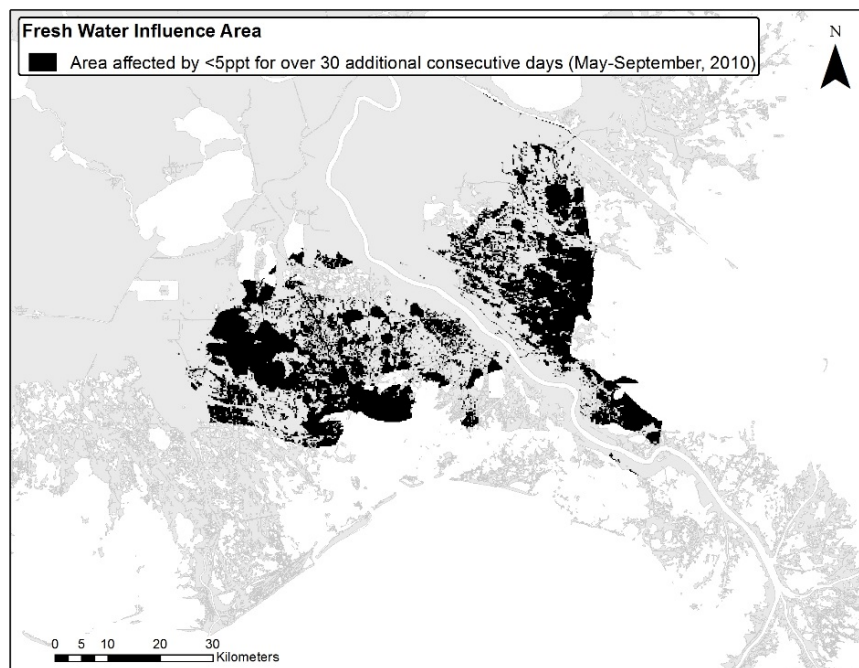 Fresh Water Influence Area
Area affected by <5ppt for over 30 additional consecutive days (May-September, 2010)
N
0 5 10 20 30
Kilometers